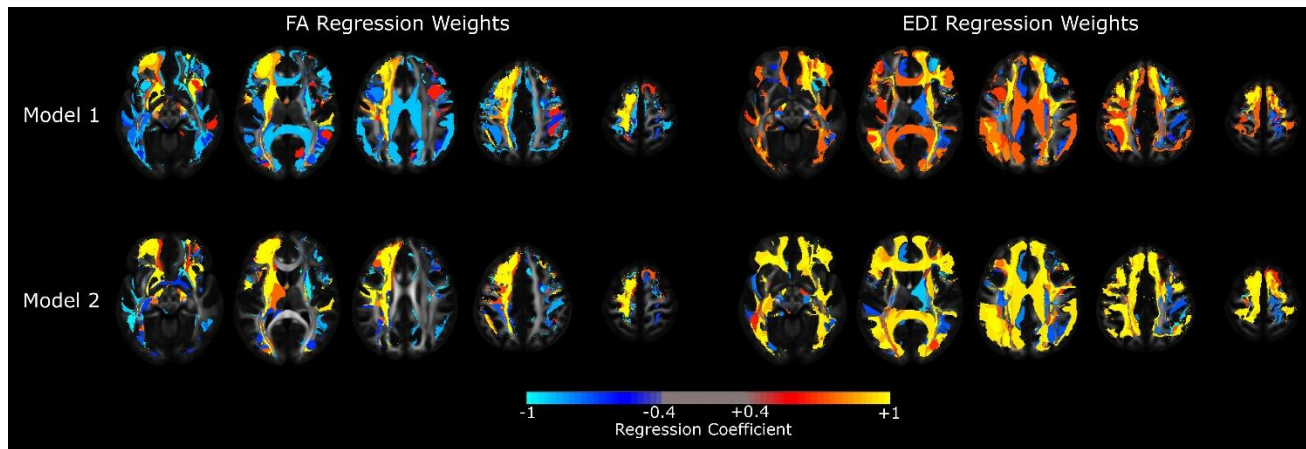 FA Regression Weights
EDI Regression Weights
Model 1
Model 2
-1 -0.4 +0.4 +1
Regression Coefficient